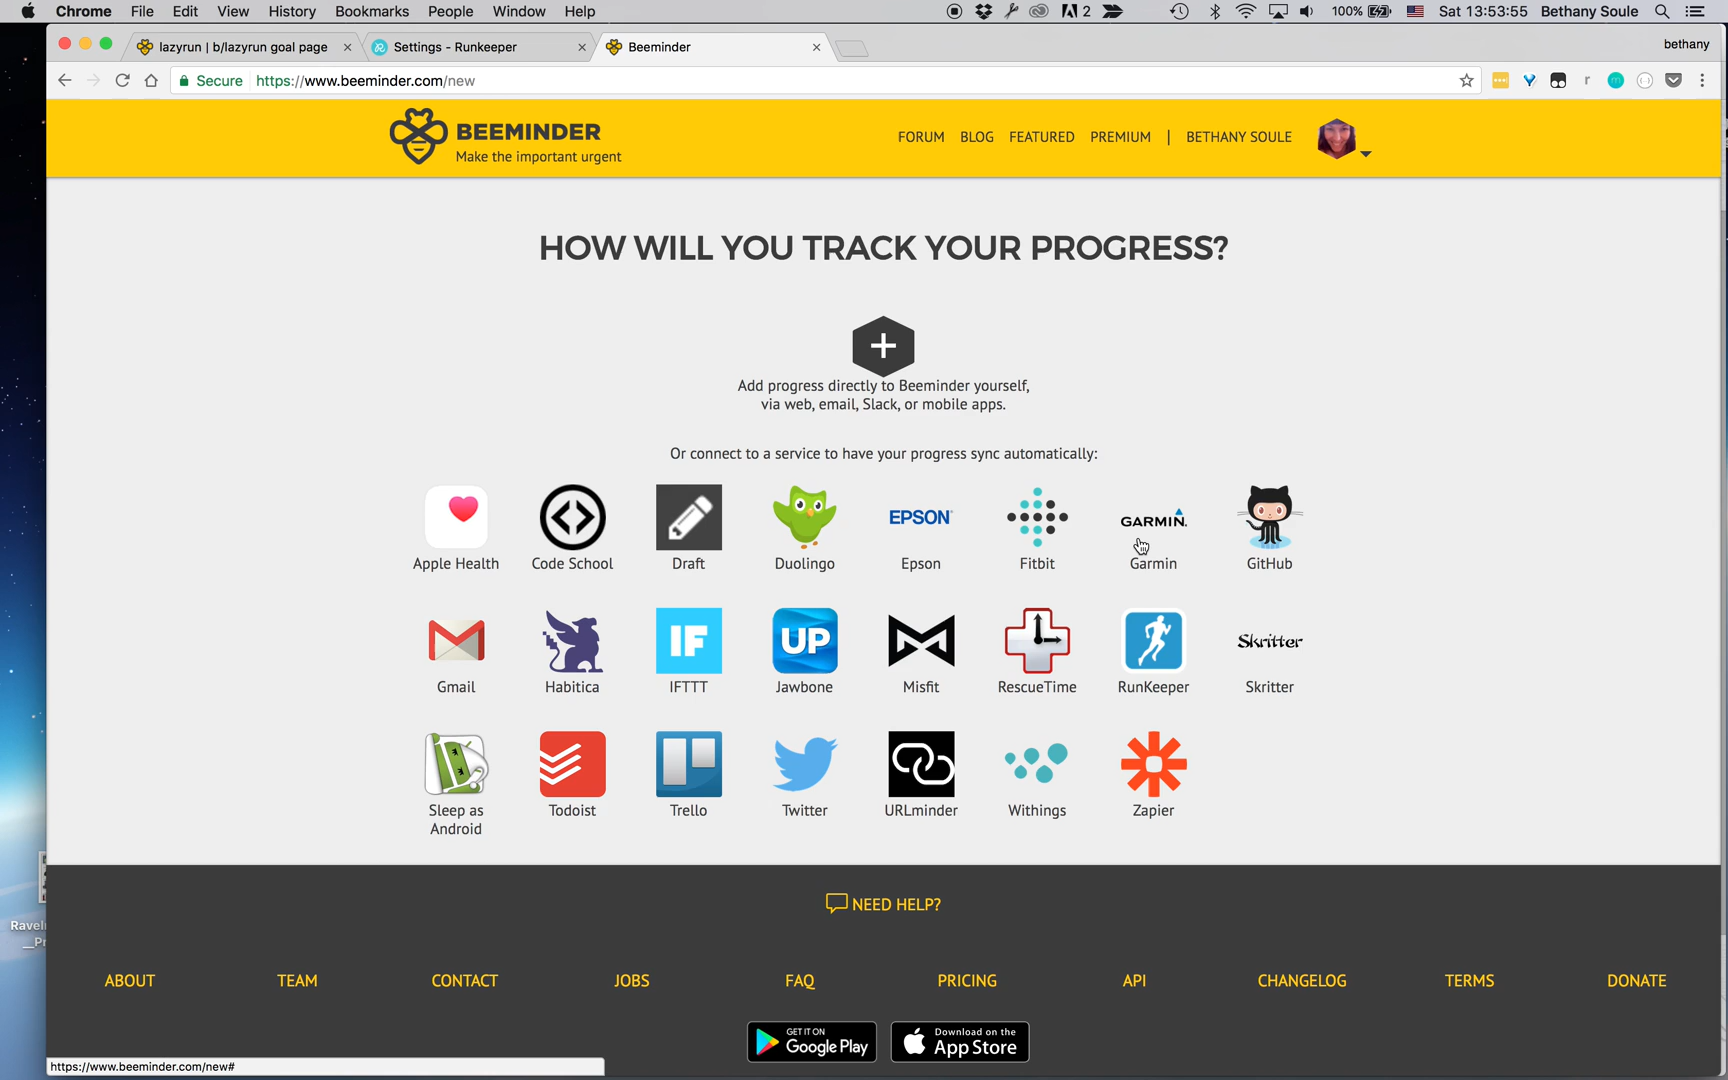 Chrome File Edit View History Bookmarks People Window Help 2 100% Sat 13:53:55 Bethany Soule
lazyrun | b/lazyrun goal page Settings - Runkeeper Beeminder bethany
Secure https://www.beeminder.com/new
BEEMINDER
Make the important urgent
FORUM BLOG FEATURED PREMIUM | BETHANY SOULE
HOW WILL YOU TRACK YOUR PROGRESS?
Add progress directly to Beeminder yourself,
via web, email, Slack, or mobile apps.
Or connect to a service to have your progress sync automatically:
EPSON GARMIN
Apple Health Code School Draft Duolingo Epson Fitbit Garmin GitHub
IF UP Skritter
Gmail Habitica IFTTT Jawbone Misfit RescueTime RunKeeper Skritter
Sleep as
Android Todoist Trello Twitter URLminder Withings Zapier
NEED HELP?
ABOUT TEAM CONTACT JOBS FAQ PRICING API CHANGELOG TERMS DONATE
GET IT ON
Google Play
Download on the
App Store
https://www.beeminder.com/new#